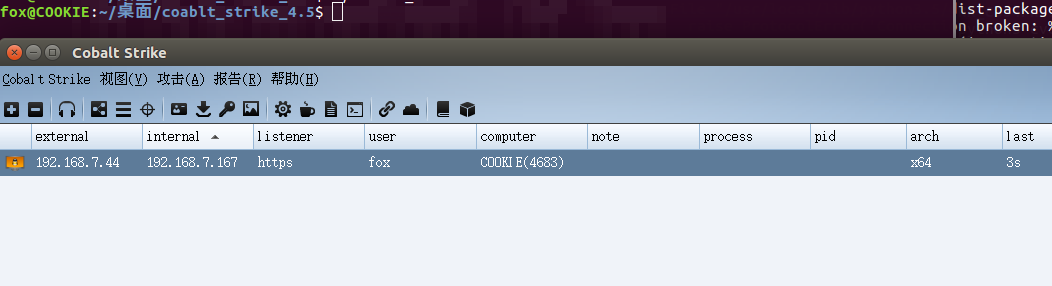 fox@COOKIE:~/桌面/coablt_strike_4.5$
ist-package
n broken: %
Cobalt Strike
Cobalt Strike 视图(V) 攻击(A) 报告(R) 帮助(H)
external internal listener user computer note process pid arch last
192.168.7.44 192.168.7.167 https fox COOKIE(4683) x64 3s